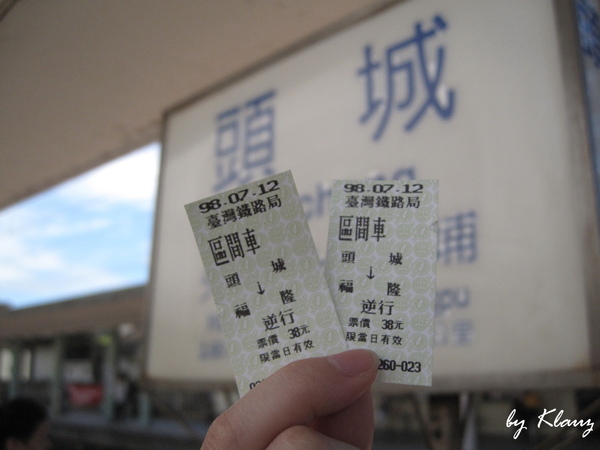 頭城
98.07.12
臺灣鐵路局
區間車
頭城
↓
福隆
逆行
票價 38元
限當日有效
98.07.12
臺灣鐵路局
區間車
頭城
↓
福隆
逆行
票價 38元
限當日有效
260-023
by Klauz